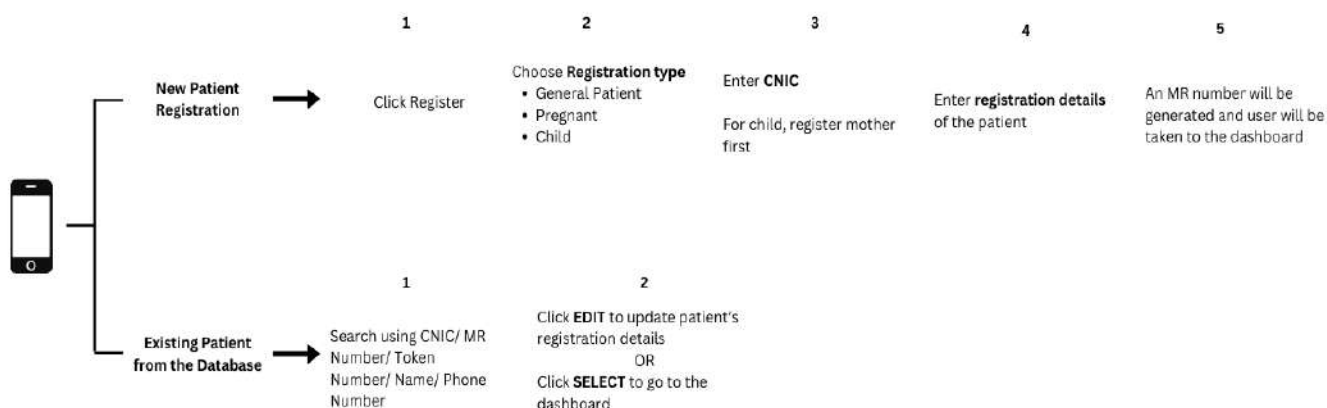 1
2
3
4
5
New Patient
Registration
Click Register
Choose Registration type
• General Patient
• Pregnant
• Child
Enter CNIC
For child, register mother
first
Enter registration details
of the patient
An MR number will be
generated and user will be
taken to the dashboard
1
2
Existing Patient
from the Database
Search using CNIC/ MR
Number/ Token
Number/ Name/ Phone
Number
Click EDIT to update patient's
registration details
OR
Click SELECT to go to the
dashboard